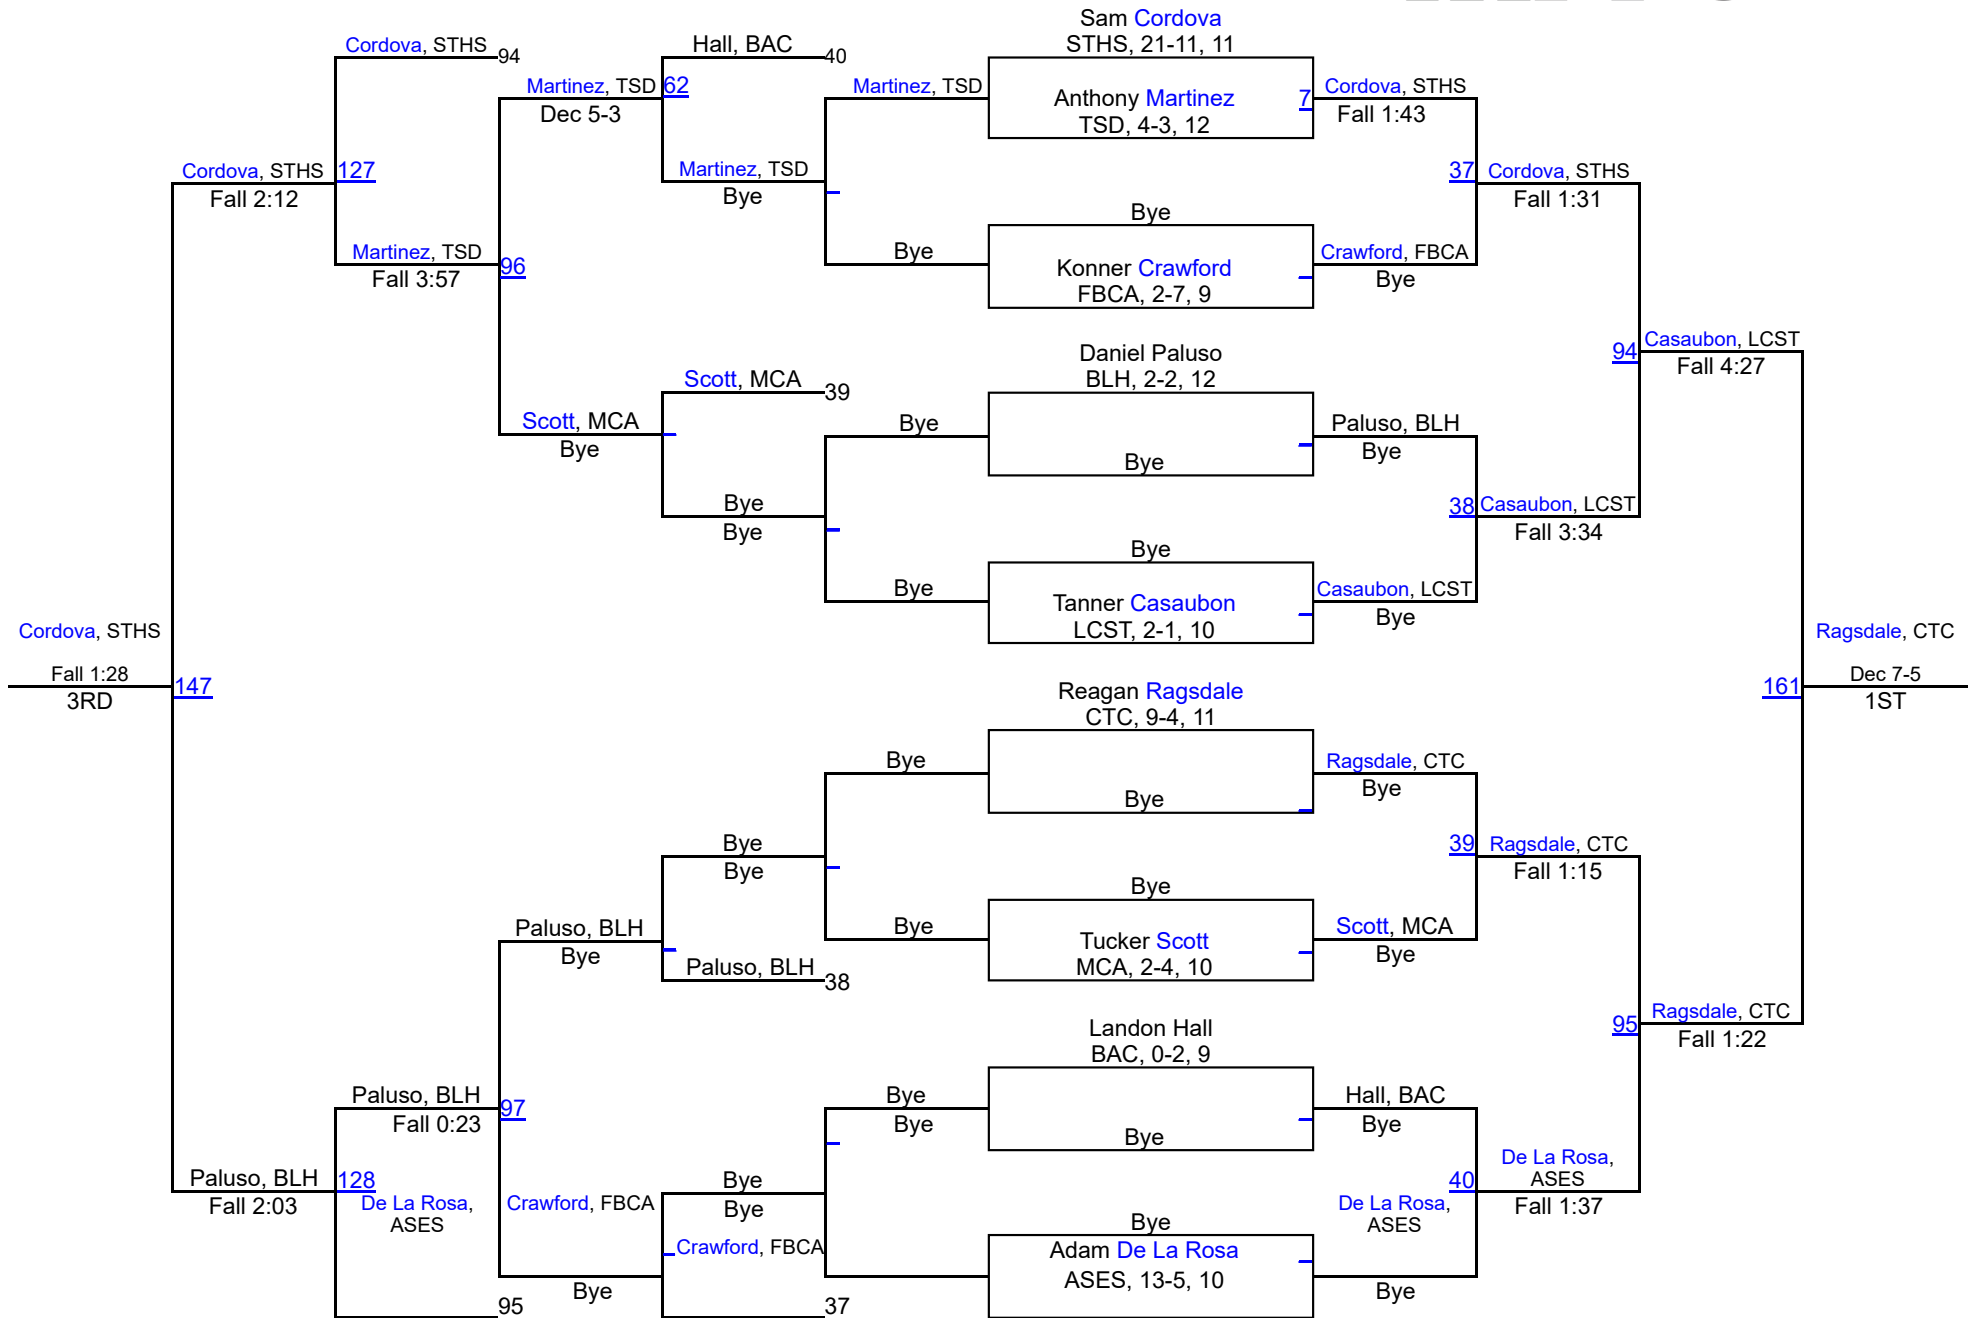 Sam Cordova
Cordova, STHS
94
Hall, BAC
40
STHS, 21-11, 11
Martinez, TSD
62
Martinez, TSD
Anthony Martinez
7
Cordova, STHS
Dec 5-3
TSD, 4-3, 12
Fall 1:43
Cordova, STHS
127
Martinez, TSD
37
Cordova, STHS
Fall 2:12
Bye
Fall 1:31
Bye
Martinez, TSD
96
Bye
Konner Crawford
Crawford, FBCA
Fall 3:57
FBCA, 2-7, 9
Bye
Daniel Paluso
94
Casaubon, LCST
Scott, MCA
39
BLH, 2-2, 12
Fall 4:27
Scott, MCA
Bye
Paluso, BLH
Bye
Bye
Bye
Bye
38
Casaubon, LCST
Bye
Fall 3:34
Bye
Bye
Tanner Casaubon
Casaubon, LCST
LCST, 2-1, 10
Bye
Cordova, STHS
Ragsdale, CTC
Fall 1:28
147
Reagan Ragsdale
161
Dec 7-5
3RD
CTC, 9-4, 11
1ST
Bye
Ragsdale, CTC
Bye
Bye
Bye
39
Ragsdale, CTC
Bye
Fall 1:15
Bye
Paluso, BLH
Bye
Tucker Scott
Scott, MCA
Bye
Paluso, BLH
38
MCA, 2-4, 10
Bye
Landon Hall
95
Ragsdale, CTC
BAC, 0-2, 9
Fall 1:22
Paluso, BLH
97
Bye
Hall, BAC
Fall 0:23
Bye
Bye
Bye
Paluso, BLH
128
Bye
40
De La Rosa,
ASES
Fall 2:03
De La Rosa,
ASES
Crawford, FBCA
Bye
De La Rosa,
ASES
Fall 1:37
Bye
Crawford, FBCA
Adam De La Rosa
Bye
ASES, 13-5, 10
Bye
95
37